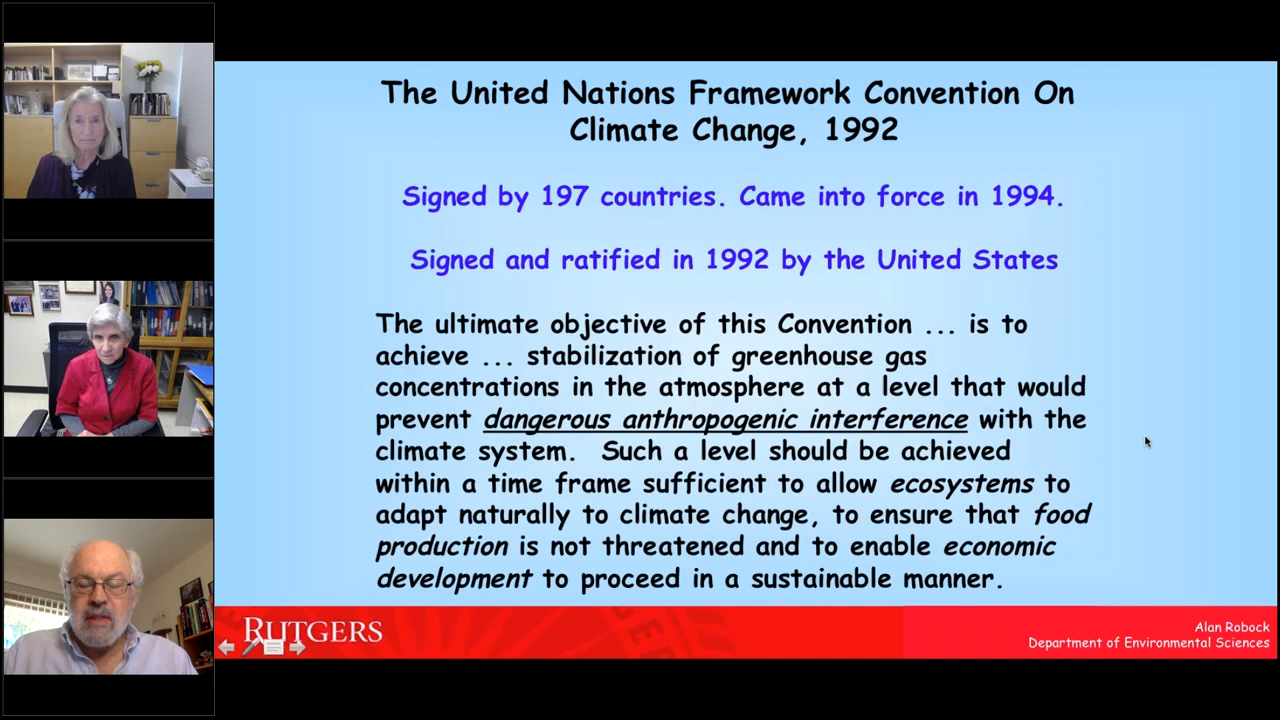 The United Nations Framework Convention On
Climate Change, 1992
Signed by 197 countries. Came into force in 1994.
Signed and ratified in 1992 by the United States
The ultimate objective of this Convention ... is to
achieve ... stabilization of greenhouse gas
concentrations in the atmosphere at a level that would
prevent dangerous anthropogenic interference with the
climate system. Such a level should be achieved
within a time frame sufficient to allow ecosystems to
adapt naturally to climate change, to ensure that food
production is not threatened and to enable economic
development to proceed in a sustainable manner.
RUTGERS
Alan Robock
Department of Environmental Sciences